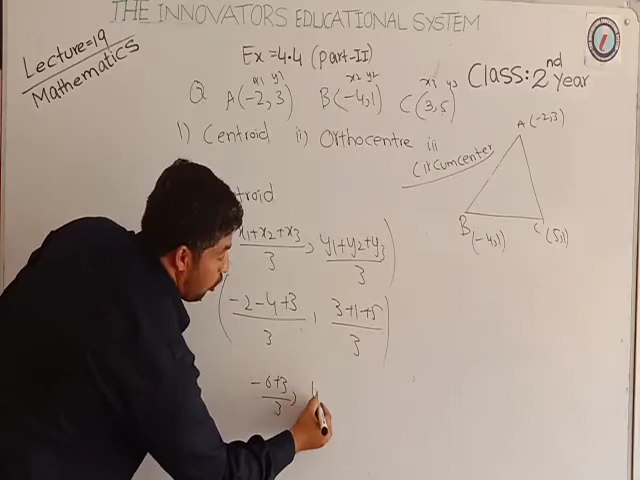 THE INNOVATORS EDUCATIONAL SYSTEM
Lecture=19
Mathematics
Ex=4.4 (part-II)
Class: 2nd year
x1 y1 x2 y2 x3 y3
Q A(-2,3) B(-4,1) C(3,5)
i) Centroid ii) Orthocentre iii
Circumcenter
A(-2,3)
B(-4,1)
C(5,1)
x1+x2+x3/3, y1+y2+y3/3)
(-2-4+3/3, 3+1+5/3)
-6+3/3,